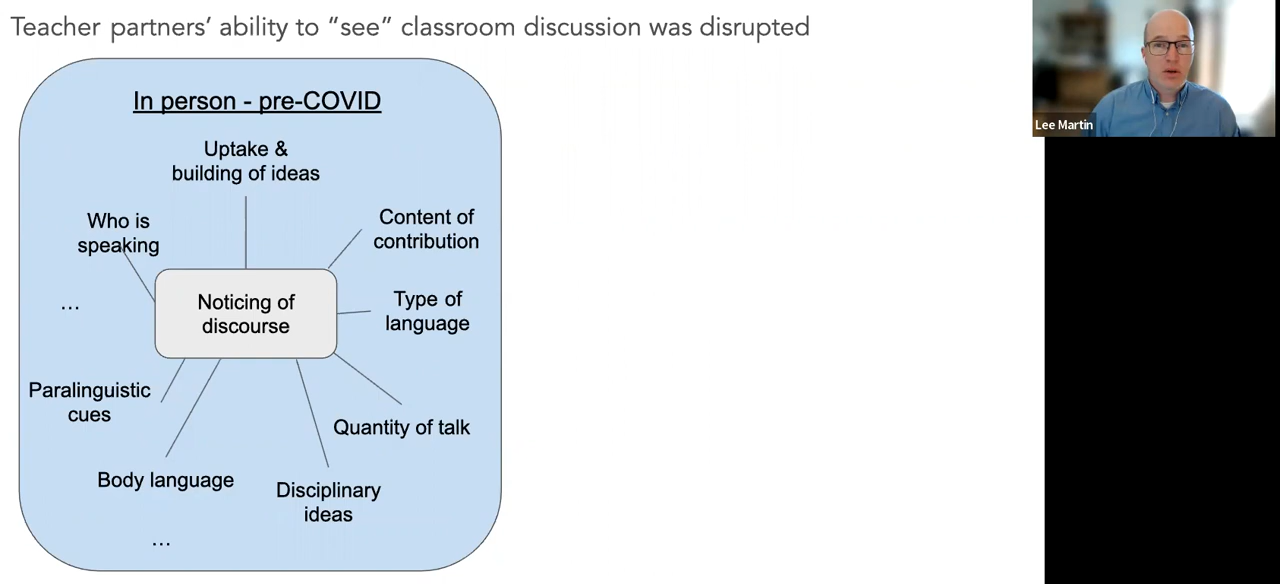 Teacher partners’ ability to “see” classroom discussion was disrupted
In person - pre-COVID
Uptake &
building of ideas
Who is
speaking
Content of
contribution
...
Noticing of
discourse
Type of
language
Paralinguistic
cues
Quantity of talk
Body language
Disciplinary
ideas
...
Lee Martin